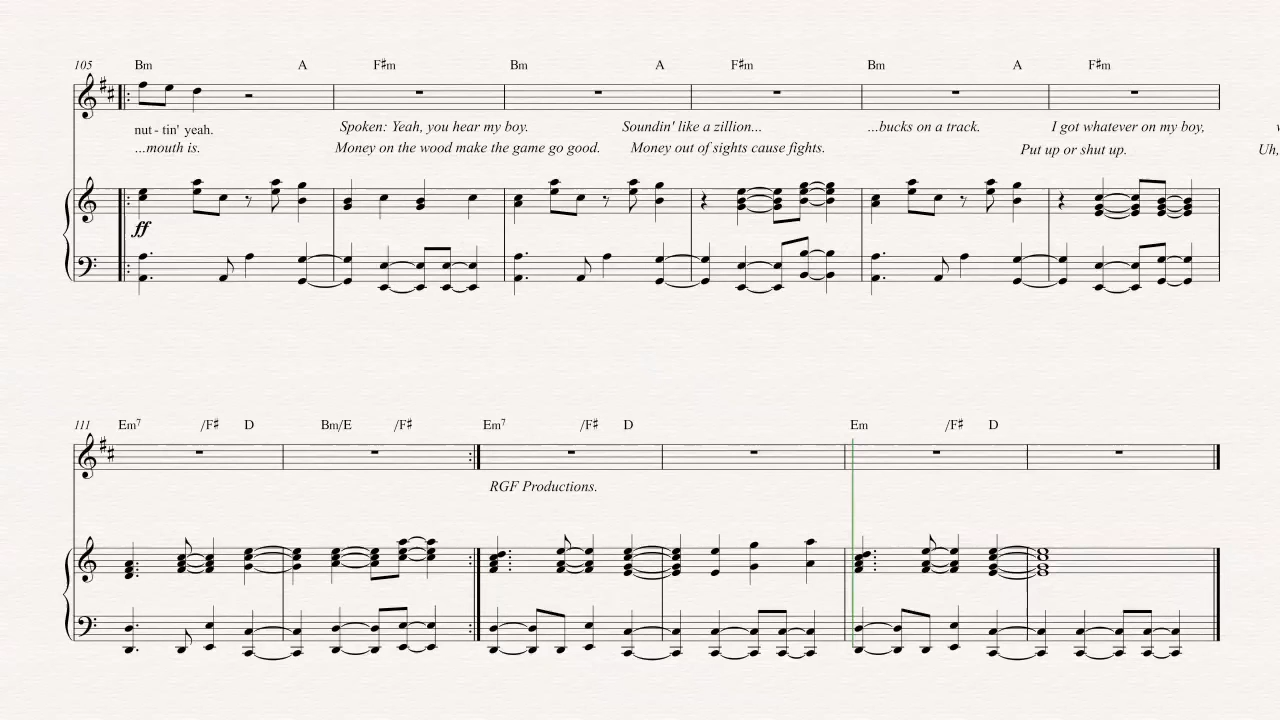 105 Bm A F♯m Bm A F♯m Bm A F♯m
nut - tin' yeah. Spoken: Yeah, you hear my boy. Soundin' like a zillion... ...bucks on a track. I got whatever on my boy,
...mouth is. Money on the wood make the game go good. Money out of sights cause fights. Put up or shut up. Uh,
ff
111 Em7 /F♯ D Bm/E /F♯ Em7 /F♯ D Em /F♯ D
RGF Productions.